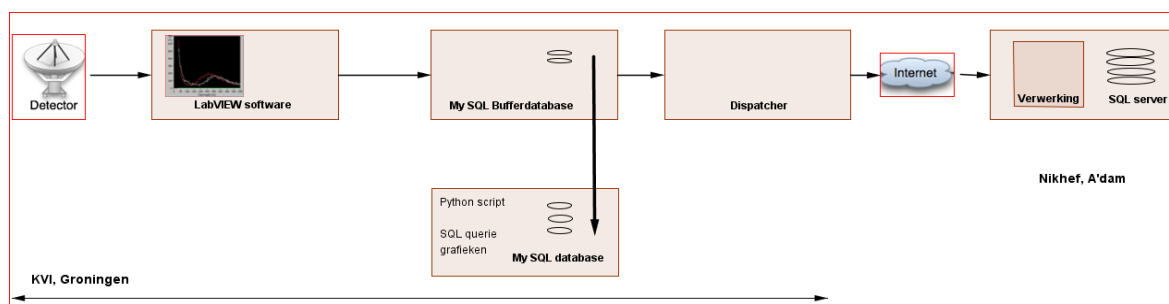 Detector
LabVIEW software
My SQL Bufferdatabase
Dispatcher
Internet
Verwerking
SQL server
Nikhef, A'dam
Python script
SQL querie
grafieken
My SQL database
KVI, Groningen